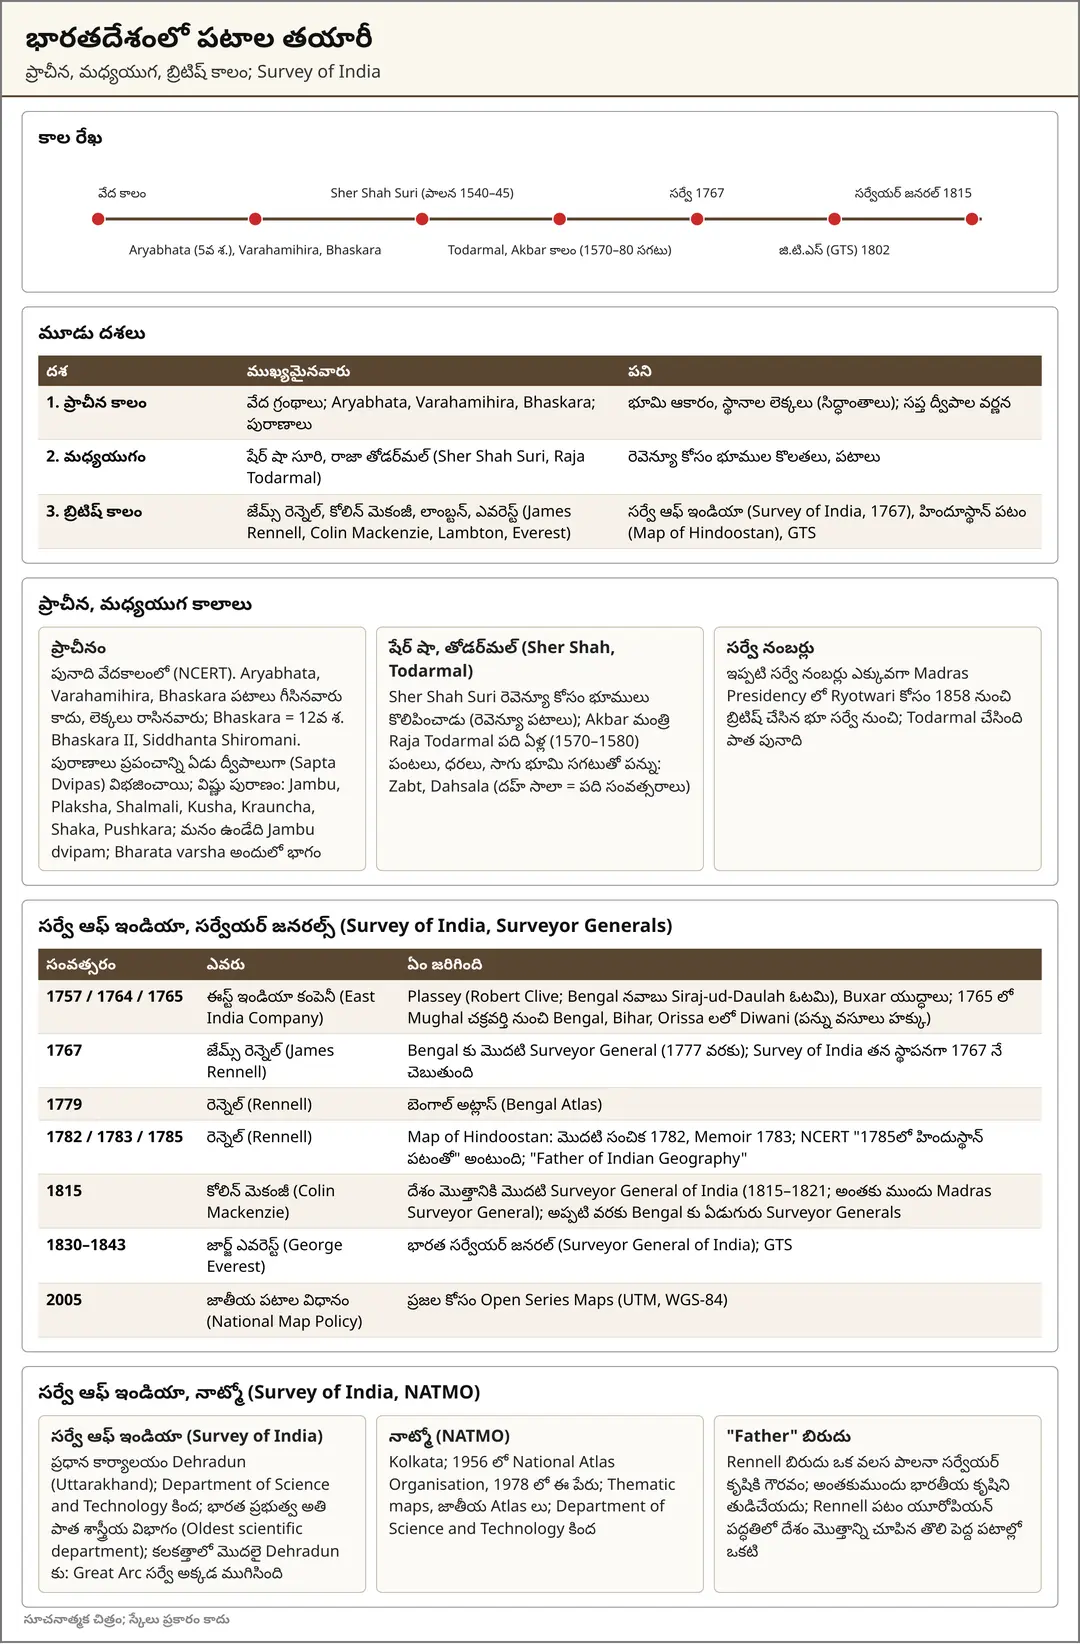 భారతదేశంలో పటాల తయారీ
ప్రాచీన, మధ్యయుగ, బ్రిటిష్ కాలం; Survey of India
కాల రేఖ
వేద కాలం
Sher Shah Suri (పాలన 1540–45)
సర్వే 1767
సర్వేయర్ జనరల్ 1815
Aryabhata (5వ శ.), Varahamihira, Bhaskara
Todarmal, Akbar కాలం (1570–80 సగటు)
జి.టి.ఎస్ (GTS) 1802
మూడు దశలు
దశ
ముఖ్యమైనవారు
పని
1. ప్రాచీన కాలం
వేద గ్రంథాలు; Aryabhata, Varahamihira, Bhaskara;
పురాణాలు
భూమి ఆకారం, స్థానాల లెక్కలు (సిద్ధాంతాలు); సప్త ద్వీపాల వర్ణన
2. మధ్యయుగం
షేర్ షా సూరి, రాజా తోడర్‌మల్ (Sher Shah Suri, Raja
Todarmal)
రెవెన్యూ కోసం భూముల కొలతలు, పటాలు
3. బ్రిటిష్ కాలం
జేమ్స్ రెన్నెల్, కోలిన్ మెకంజీ, లాంబ్టన్, ఎవరెస్ట్ (James
Rennell, Colin Mackenzie, Lambton, Everest)
సర్వే ఆఫ్ ఇండియా (Survey of India, 1767), హిందూస్థాన్ పటం
(Map of Hindoostan), GTS
ప్రాచీన, మధ్యయుగ కాలాలు
ప్రాచీనం
పునాది వేదకాలంలో (NCERT). Aryabhata,
Varahamihira, Bhaskara పటాలు గీసినవారు
కాదు, లెక్కలు రాసినవారు; Bhaskara = 12వ శ.
Bhaskara II, Siddhanta Shiromani.
పురాణాలు ప్రపంచాన్ని ఏడు ద్వీపాలుగా (Sapta
Dvipas) విభజించాయి; విష్ణు పురాణం: Jambu,
Plaksha, Shalmali, Kusha, Krauncha,
Shaka, Pushkara; మనం ఉండేది Jambu
dvipam; Bharata varsha అందులో భాగం
షేర్ షా, తోడర్‌మల్ (Sher Shah,
Todarmal)
Sher Shah Suri రెవెన్యూ కోసం భూములు
కొలిపించాడు (రెవెన్యూ పటాలు); Akbar మంత్రి
Raja Todarmal పది ఏళ్ల (1570–1580)
పంటలు, ధరలు, సాగు భూమి సగటుతో పన్ను:
Zabt, Dahsala (దహ్ సాలా = పది సంవత్సరాలు)
సర్వే నంబర్లు
ఇప్పటి సర్వే నంబర్లు ఎక్కువగా Madras
Presidency లో Ryotwari కోసం 1858 నుంచి
బ్రిటిష్ చేసిన భూ సర్వే నుంచి; Todarmal చేసింది
పాత పునాది
సర్వే ఆఫ్ ఇండియా, సర్వేయర్ జనరల్స్ (Survey of India, Surveyor Generals)
సంవత్సరం
ఎవరు
ఏం జరిగింది
1757 / 1764 / 1765
ఈస్ట్ ఇండియా కంపెనీ (East
India Company)
Plassey (Robert Clive; Bengal నవాబు Siraj-ud-Daulah ఓటమి), Buxar యుద్ధాలు; 1765 లో
Mughal చక్రవర్తి నుంచి Bengal, Bihar, Orissa లలో Diwani (పన్ను వసూలు హక్కు)
1767
జేమ్స్ రెన్నెల్ (James
Rennell)
Bengal కు మొదటి Surveyor General (1777 వరకు); Survey of India తన స్థాపనగా 1767 నే
చెబుతుంది
1779
రెన్నెల్ (Rennell)
బెంగాల్ అట్లాస్ (Bengal Atlas)
1782 / 1783 / 1785
రెన్నెల్ (Rennell)
Map of Hindoostan: మొదటి సంచిక 1782, Memoir 1783; NCERT "1785లో హిందుస్థాన్
పటంతో" అంటుంది; "Father of Indian Geography"
1815
కోలిన్ మెకంజీ (Colin
Mackenzie)
దేశం మొత్తానికి మొదటి Surveyor General of India (1815–1821; అంతకు ముందు Madras
Surveyor General); అప్పటి వరకు Bengal కు ఏడుగురు Surveyor Generals
1830–1843
జార్జ్ ఎవరెస్ట్ (George
Everest)
భారత సర్వేయర్ జనరల్ (Surveyor General of India); GTS
2005
జాతీయ పటాల విధానం
(National Map Policy)
ప్రజల కోసం Open Series Maps (UTM, WGS-84)
సర్వే ఆఫ్ ఇండియా, నాట్మో (Survey of India, NATMO)
సర్వే ఆఫ్ ఇండియా (Survey of India)
ప్రధాన కార్యాలయం Dehradun
(Uttarakhand); Department of Science
and Technology కింద; భారత ప్రభుత్వ అతి
పాత శాస్త్రీయ విభాగం (Oldest scientific
department); కలకత్తాలో మొదలై Dehradun
కు: Great Arc సర్వే అక్కడ ముగిసింది
నాట్మో (NATMO)
Kolkata; 1956 లో National Atlas
Organisation, 1978 లో ఈ పేరు; Thematic
maps, జాతీయ Atlas లు; Department of
Science and Technology కింద
"Father" బిరుదు
Rennell బిరుదు ఒక వలస పాలనా సర్వేయర్
కృషికి గౌరవం; అంతకుముందు భారతీయ కృషిని
తుడిచేయదు; Rennell పటం యూరోపియన్
పద్ధతిలో దేశం మొత్తాన్ని చూపిన తొలి పెద్ద పటాల్లో
ఒకటి
సూచనాత్మక చిత్రం; స్కేలు ప్రకారం కాదు